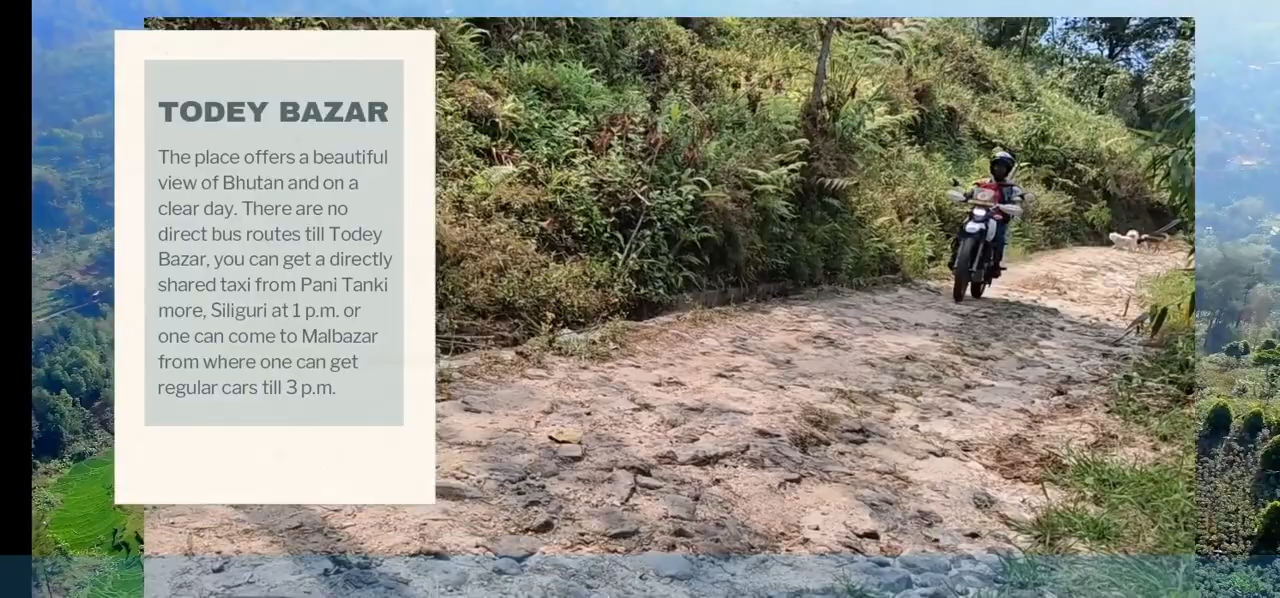 TODEY BAZAR
The place offers a beautiful
view of Bhutan and on a
clear day. There are no
direct bus routes till Todey
Bazar, you can get a directly
shared taxi from Pani Tanki
more, Siliguri at 1 p.m. or
one can come to Malbazar
from where one can get
regular cars till 3 p.m.